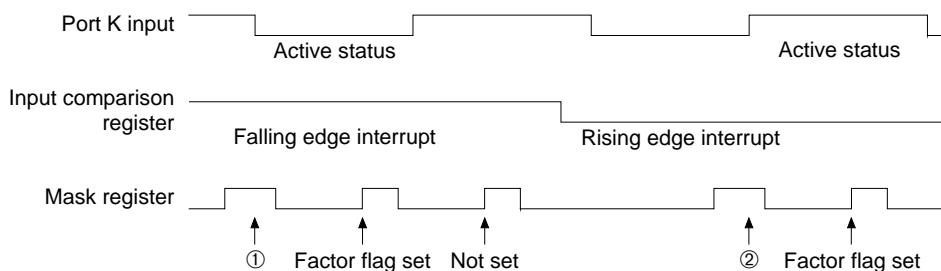 Port K input
Active status
Active status
Input comparison
register
Falling edge interrupt
Rising edge interrupt
Mask register
① Factor flag set Not set ② Factor flag set